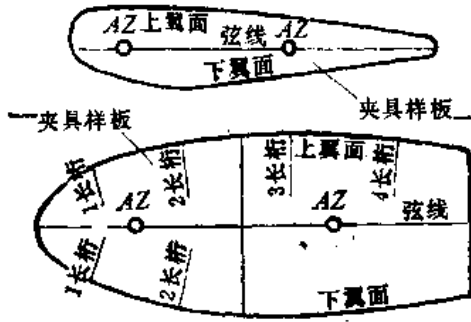 AZ 上翼面 弦线 AZ
下翼面
夹具样板 夹具样板
1长桁 2长桁 3长桁 上翼面 4长桁
AZ AZ 弦线
1长桁 2长桁 下翼面